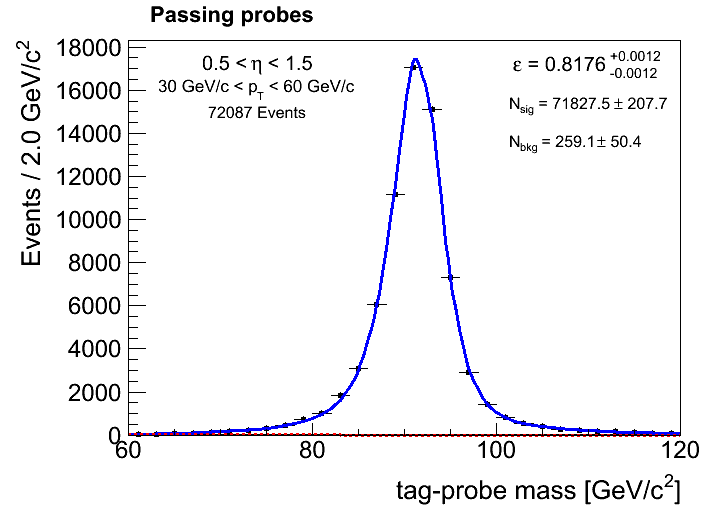 Passing probes
0.5 < η < 1.5
30 GeV/c < p_T < 60 GeV/c
72087 Events
ε = 0.8176 +0.0012 -0.0012
N_sig = 71827.5 ± 207.7
N_bkg = 259.1 ± 50.4
Events / 2.0 GeV/c²
18000
16000
14000
12000
10000
8000
6000
4000
2000
0
60 80 100 120
tag-probe mass [GeV/c²]